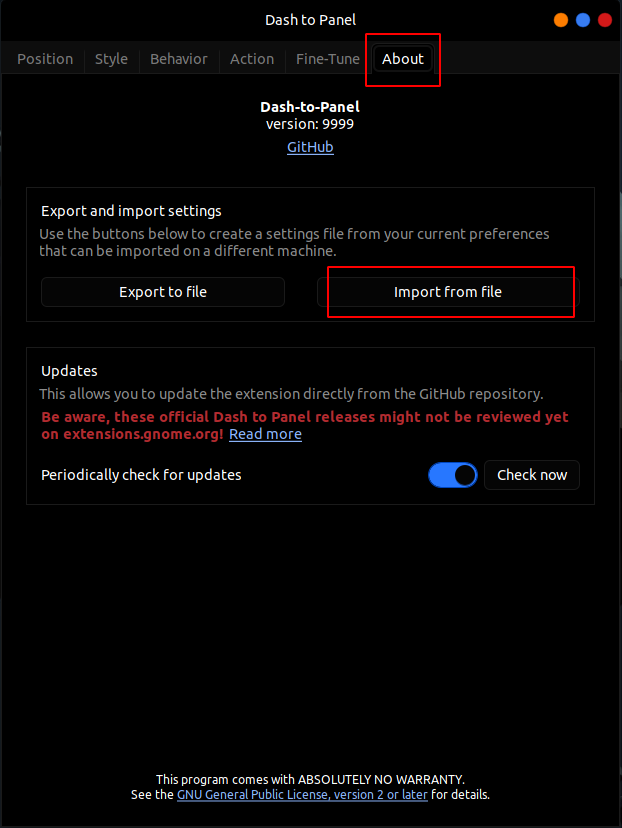 Dash to Panel
Position Style Behavior Action Fine-Tune About
Dash-to-Panel
version: 9999
GitHub
Export and import settings
Use the buttons below to create a settings file from your current preferences
that can be imported on a different machine.
Export to file Import from file
Updates
This allows you to update the extension directly from the GitHub repository.
Be aware, these official Dash to Panel releases might not be reviewed yet
on extensions.gnome.org! Read more
Periodically check for updates Check now
This program comes with ABSOLUTELY NO WARRANTY.
See the GNU General Public License, version 2 or later for details.